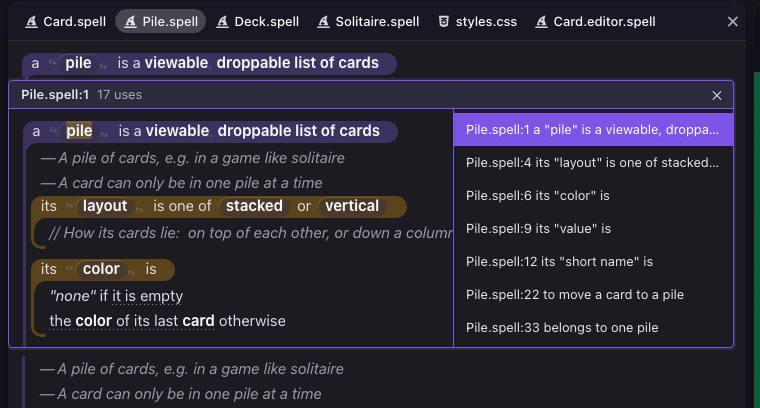 Card.spell Pile.spell Deck.spell Solitaire.spell styles.css Card.editor.spell
a “ pile ” is a viewable, droppable list of cards
Pile.spell:1 17 uses
a “ pile ” is a viewable, droppable list of cards
— A pile of cards, e.g. in a game like solitaire
— A card can only be in one pile at a time
its “ layout ” is one of stacked or vertical
// How its cards lie: on top of each other, or down a column
its “ color ” is
"none" if it is empty
the color of its last card otherwise
Pile.spell:1 a "pile" is a viewable, droppa...
Pile.spell:4 its "layout" is one of stacked...
Pile.spell:6 its "color" is
Pile.spell:9 its "value" is
Pile.spell:12 its "short name" is
Pile.spell:22 to move a card to a pile
Pile.spell:33 belongs to one pile
— A pile of cards, e.g. in a game like solitaire
— A card can only be in one pile at a time